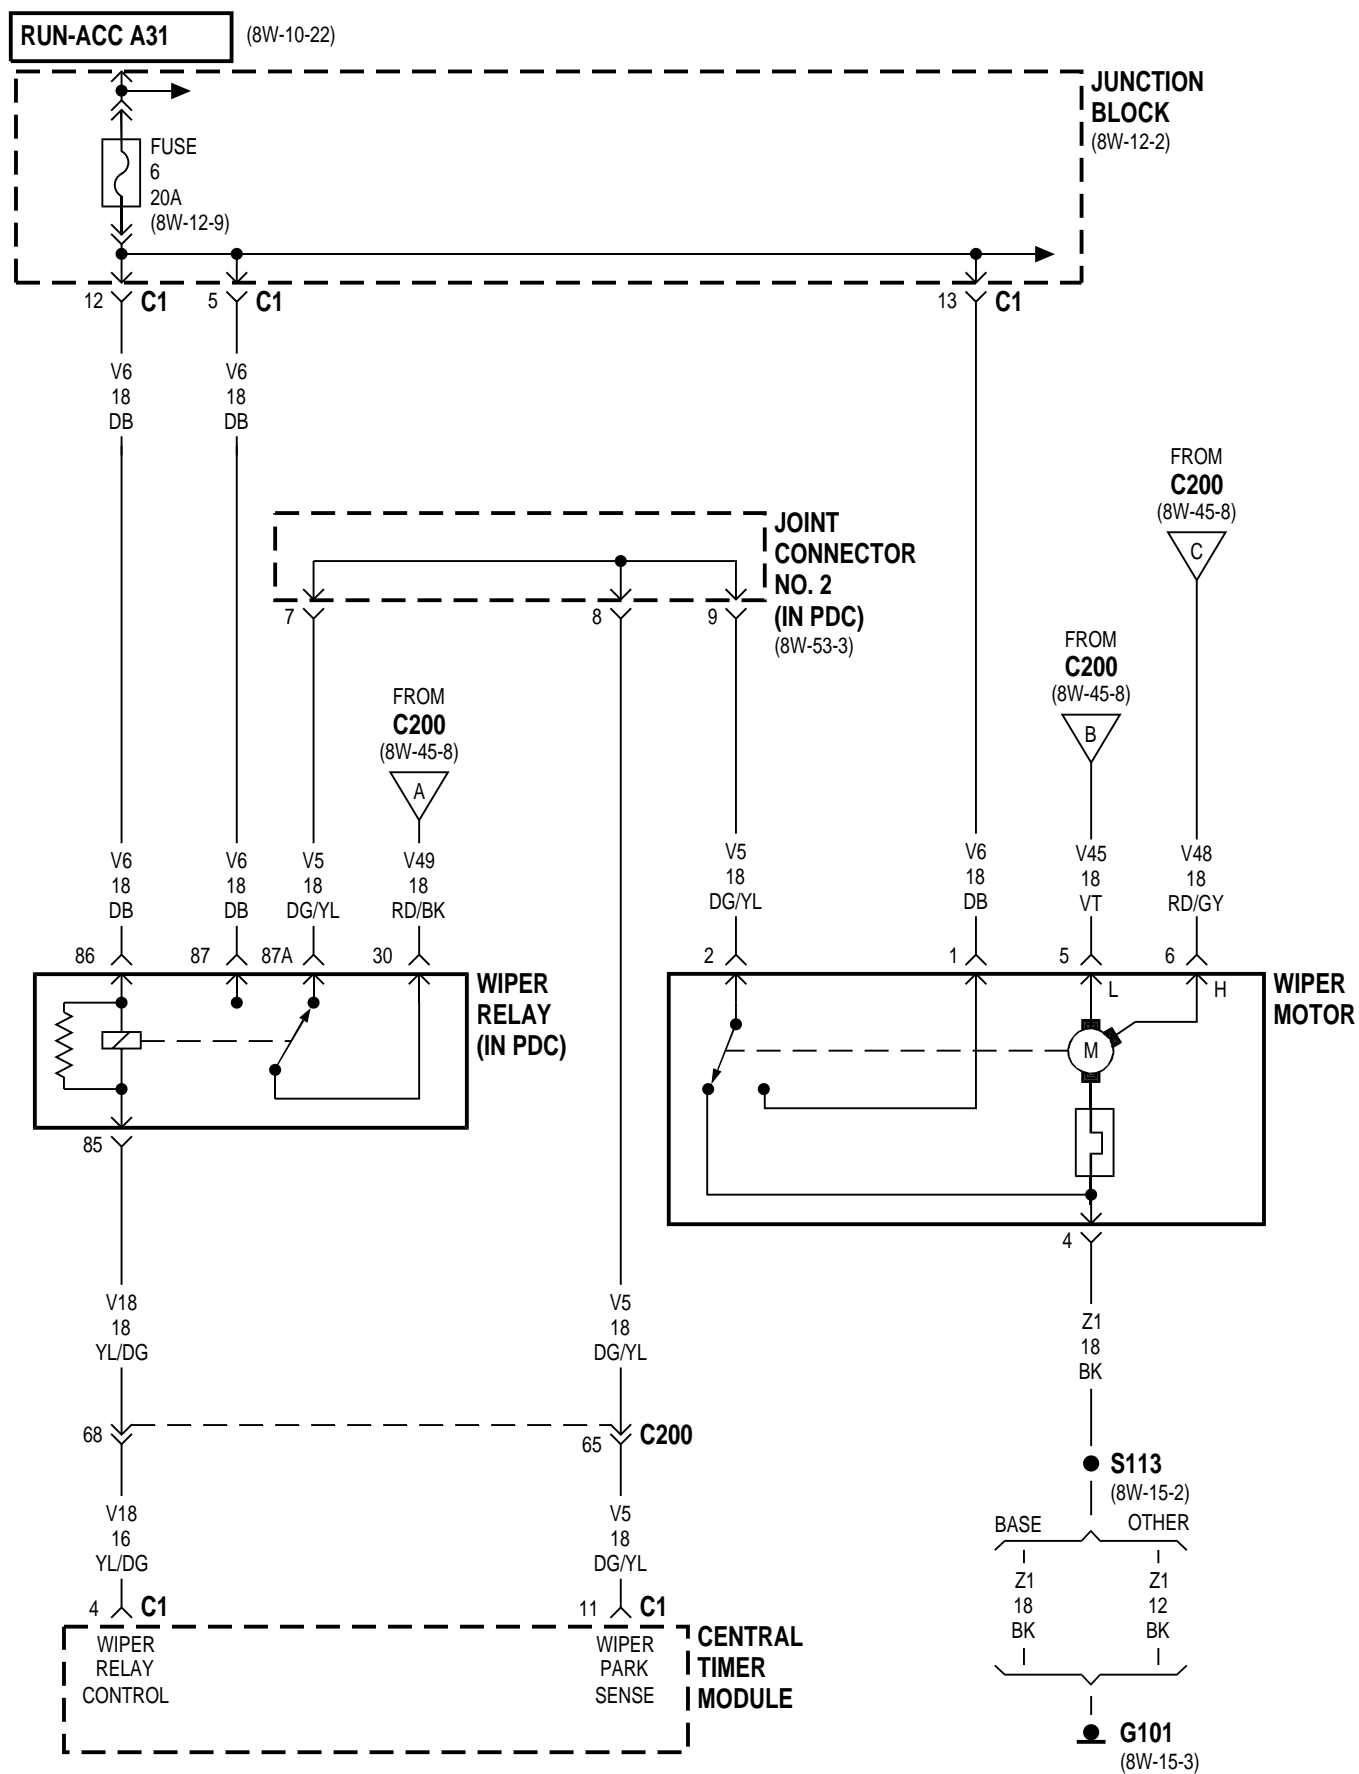 RUN-ACC A31
(8W-10-22)
JUNCTION
BLOCK
(8W-12-2)
FUSE
6
20A
(8W-12-9)
12 C1
5 C1
13 C1
V6
18
DB
V6
18
DB
FROM
C200
(8W-45-8)
C
JOINT
CONNECTOR
NO. 2
(IN PDC)
(8W-53-3)
7
8
9
FROM
C200
(8W-45-8)
B
FROM
C200
(8W-45-8)
A
V6
18
DB
V6
18
DB
V5
18
DG/YL
V49
18
RD/BK
V5
18
DG/YL
V6
18
DB
V45
18
VT
V48
18
RD/GY
86
87
87A
30
2
1
5
6
WIPER
RELAY
(IN PDC)
L
H
M
WIPER
MOTOR
85
4
V18
18
YL/DG
V5
18
DG/YL
Z1
18
BK
68
65
C200
S113
(8W-15-2)
V18
16
YL/DG
V5
18
DG/YL
BASE
OTHER
Z1
18
BK
Z1
12
BK
4 C1
11 C1
WIPER
RELAY
CONTROL
WIPER
PARK
SENSE
CENTRAL
TIMER
MODULE
G101
(8W-15-3)